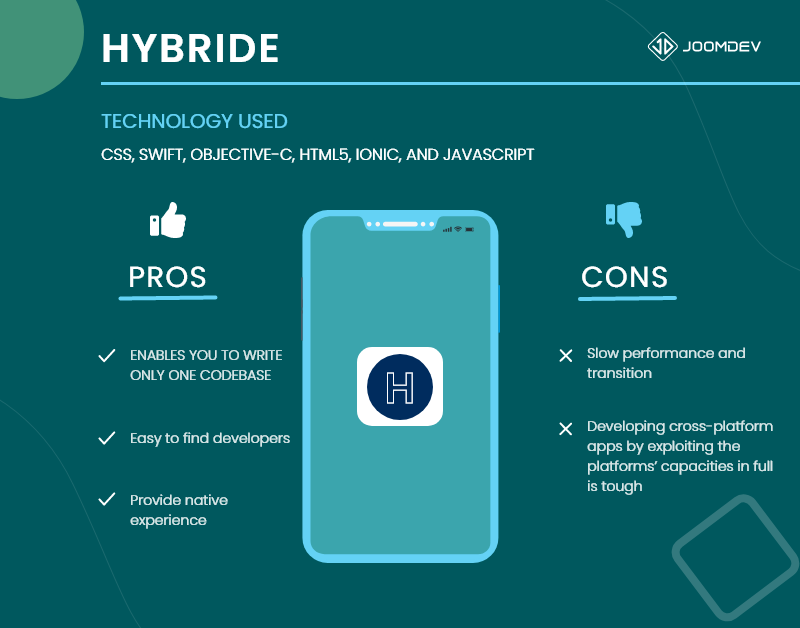 HYBRIDE
JOOMDEV
TECHNOLOGY USED
CSS, SWIFT, OBJECTIVE-C, HTML5, IONIC, AND JAVASCRIPT
PROS
ENABLES YOU TO WRITE
ONLY ONE CODEBASE
Easy to find developers
Provide native
experience
H
CONS
Slow performance and
transition
Developing cross-platform
apps by exploiting the
platforms' capacities in full
is tough